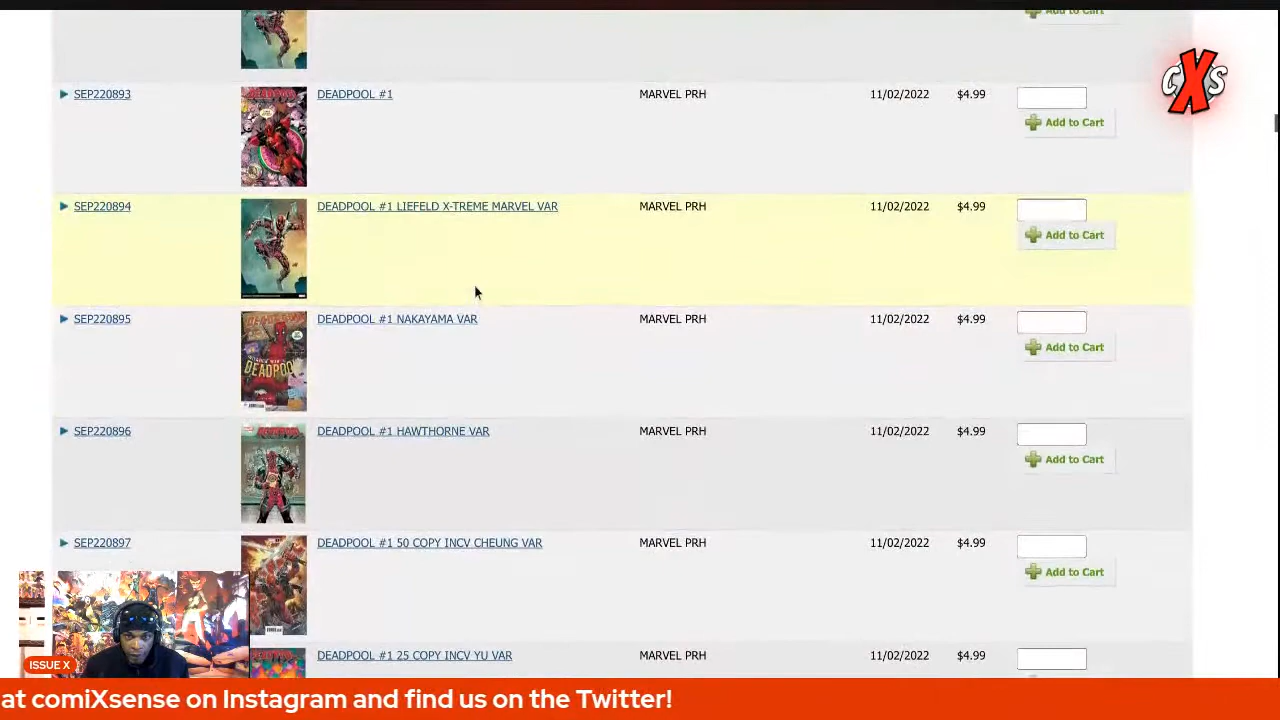 Add to Cart
CXS
SEP220893 DEADPOOL #1 MARVEL PRH 11/02/2022 $4.99
Add to Cart
SEP220894 DEADPOOL #1 LIEFELD X-TREME MARVEL VAR MARVEL PRH 11/02/2022 $4.99
Add to Cart
SEP220895 DEADPOOL #1 NAKAYAMA VAR MARVEL PRH 11/02/2022 $4.99
Add to Cart
DEADPOOL
SEP220896 DEADPOOL #1 HAWTHORNE VAR MARVEL PRH 11/02/2022 $4.99
Add to Cart
SEP220897 DEADPOOL #1 50 COPY INCV CHEUNG VAR MARVEL PRH 11/02/2022 $4.99
Add to Cart
DEADPOOL #1 25 COPY INCV YU VAR MARVEL PRH 11/02/2022 $4.99
ISSUE X
at comiXsense on Instagram and find us on the Twitter!